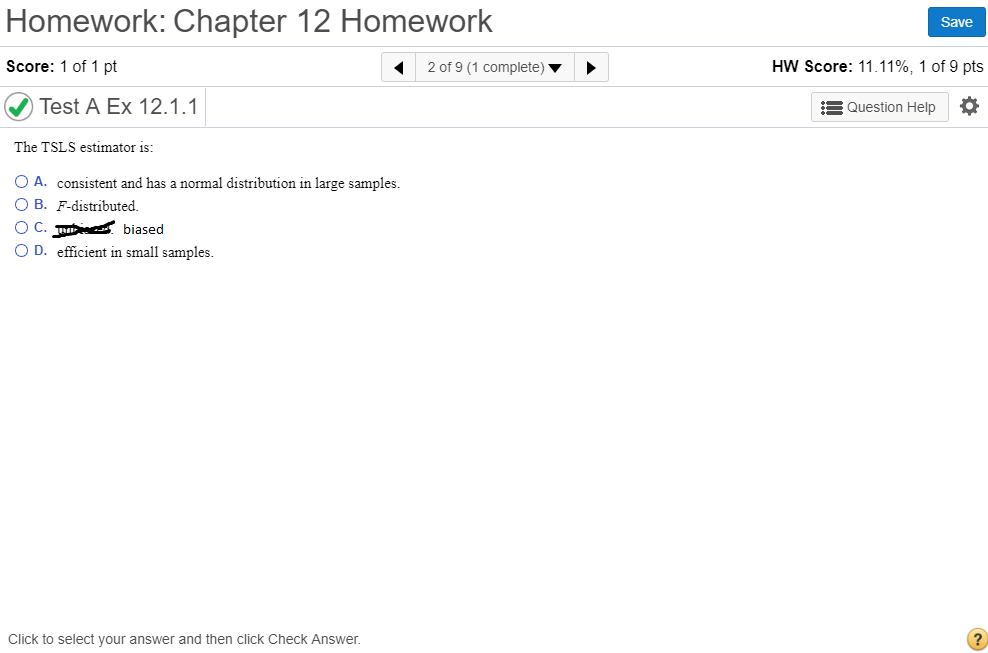 Homework: Chapter 12 Homework
Save
Score: 1 of 1 pt
2 of 9 (1 complete)
HW Score: 11.11%, 1 of 9 pts
Test A Ex 12.1.1
Question Help
The TSLS estimator is:
A. consistent and has a normal distribution in large samples.
B. F-distributed.
C. biased
D. efficient in small samples.
Click to select your answer and then click Check Answer.
?